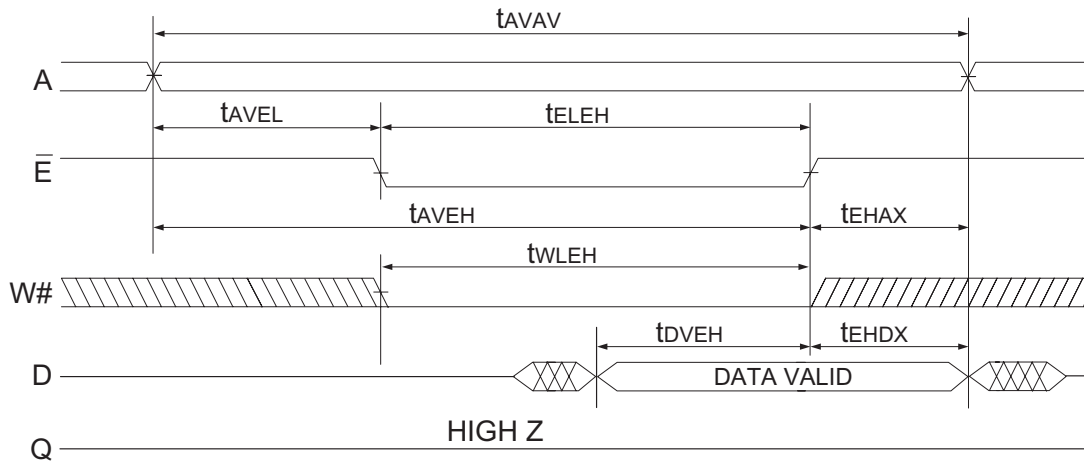 tAVAV
A
tAVEL tELEH
E̅
tAVEH tEHAX
tWLEH
W#
tDVEH tEHDX
D DATA VALID
HIGH Z
Q